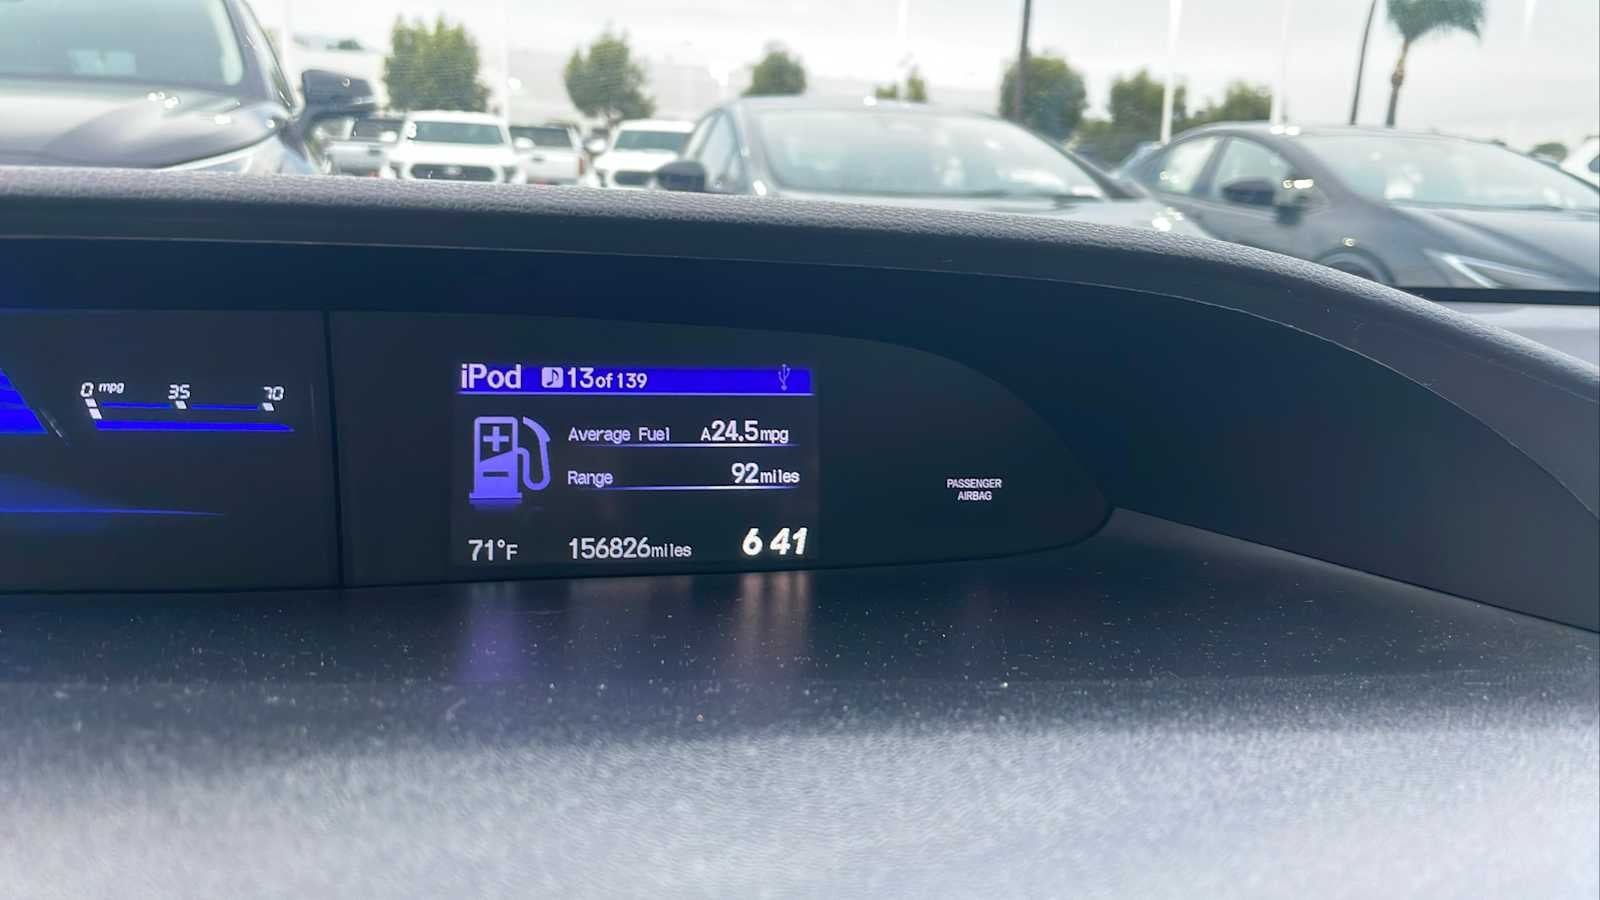 0 mpg 35 70
iPod 13 of 139
Average Fuel A24.5mpg
Range 92miles
71°F 156826miles 6 41
PASSENGER
AIRBAG